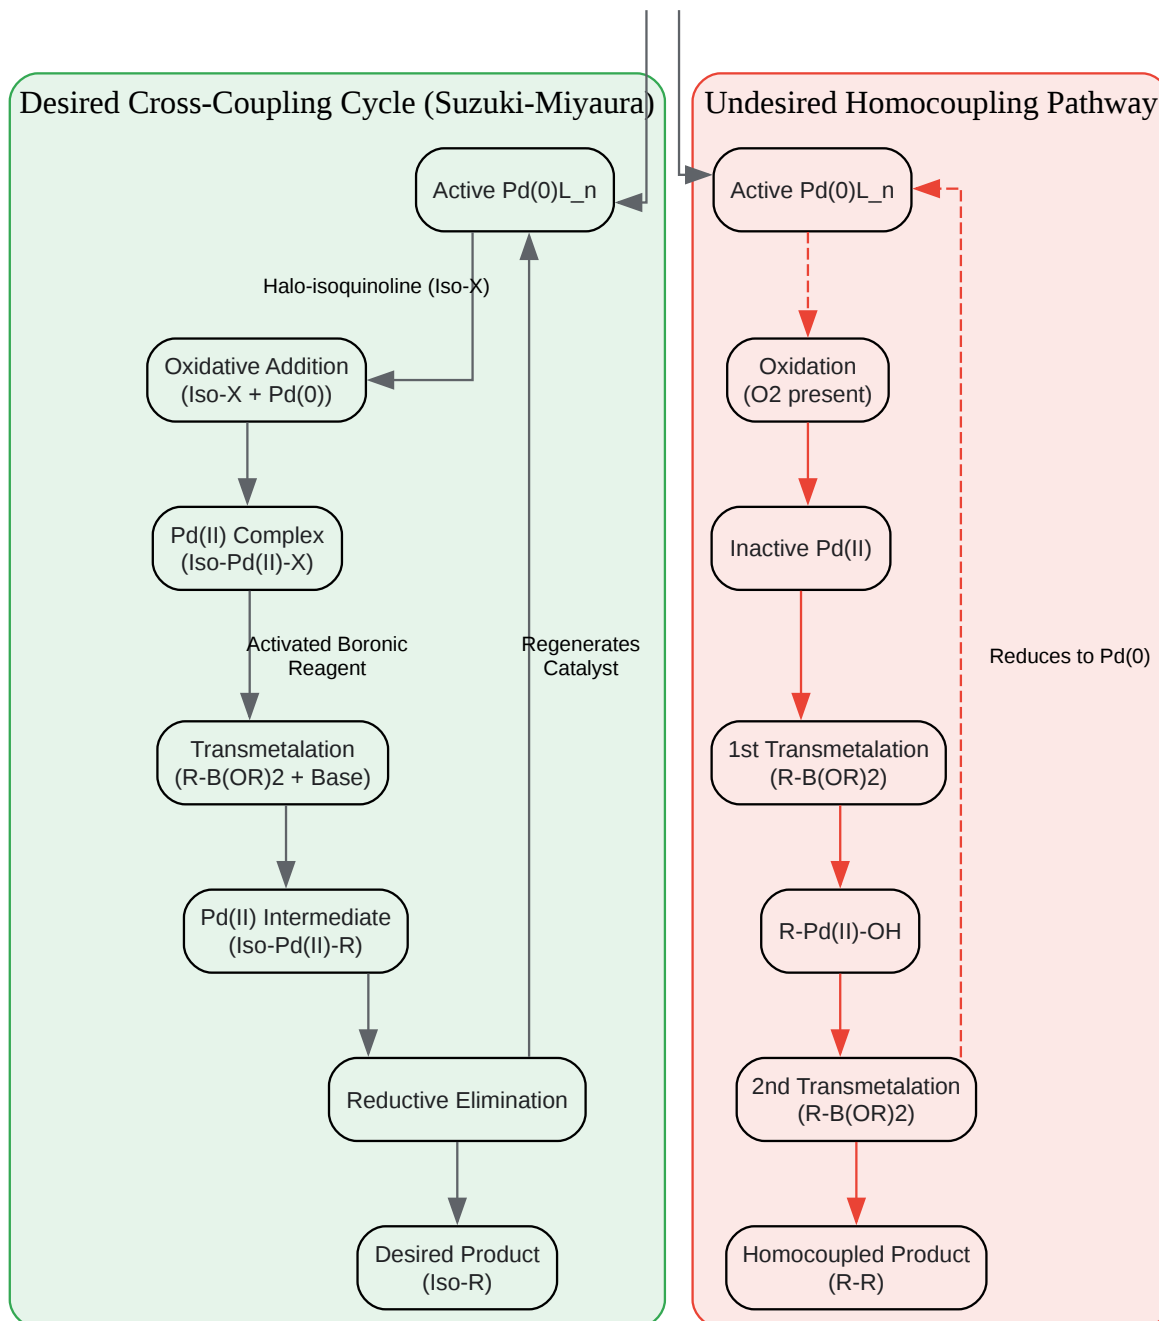 Desired Cross-Coupling Cycle (Suzuki-Miyaura)
Active Pd(0)L_n
Halo-isoquinoline (Iso-X)
Oxidative Addition
(Iso-X + Pd(0))
Pd(II) Complex
(Iso-Pd(II)-X)
Activated Boronic
Reagent
Regenerates
Catalyst
Transmetalation
(R-B(OR)2 + Base)
Pd(II) Intermediate
(Iso-Pd(II)-R)
Reductive Elimination
Desired Product
(Iso-R)
Undesired Homocoupling Pathway
Active Pd(0)L_n
Oxidation
(O2 present)
Inactive Pd(II)
Reduces to Pd(0)
1st Transmetalation
(R-B(OR)2)
R-Pd(II)-OH
2nd Transmetalation
(R-B(OR)2)
Homocoupled Product
(R-R)